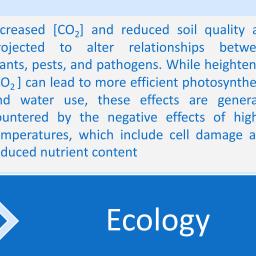 creased [CO₂] and reduced soil quality a
rojected to alter relationships betwe
ants, pests, and pathogens. While heighten
O₂ ] can lead to more efficient photosynthe
nd water use, these effects are genera
ountered by the negative effects of high
mperatures, which include cell damage a
duced nutrient content
Ecology